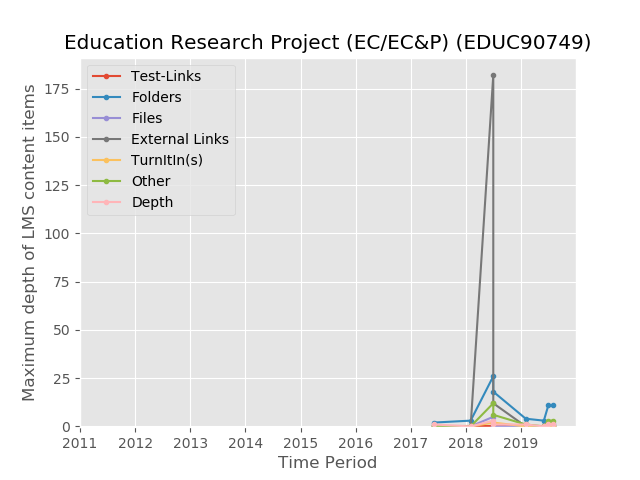 Education Research Project (EC/EC&P) (EDUC90749)
Maximum depth of LMS content items
175
150
125
100
75
50
25
0
Test-Links
Folders
Files
External Links
TurnItIn(s)
Other
Depth
2011 2012 2013 2014 2015 2016 2017 2018 2019
Time Period